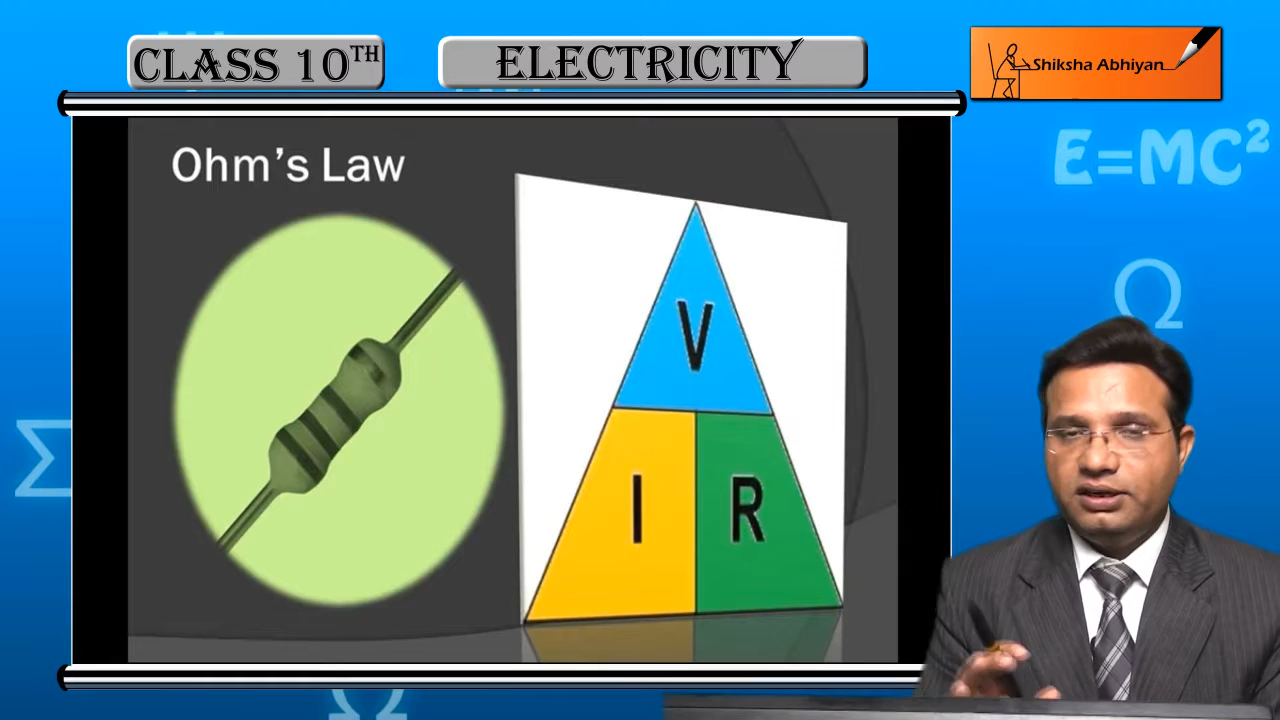 CLASS 10TH
ELECTRICITY
Shiksha Abhiyan
Ohm's Law
V
I R
E=MC²
Ω
Σ
Ω